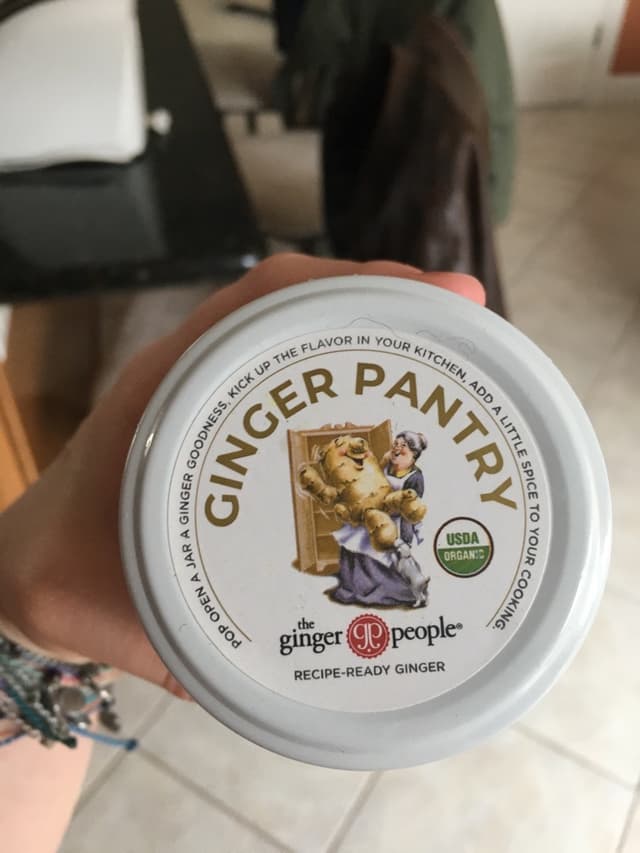 POP OPEN A JAR A GINGER GOODNESS, KICK UP THE FLAVOR IN YOUR KITCHEN, ADD A LITTLE SPICE TO YOUR COOKING
GINGER PANTRY
USDA
ORGANIC
the
ginger gp people®
RECIPE-READY GINGER